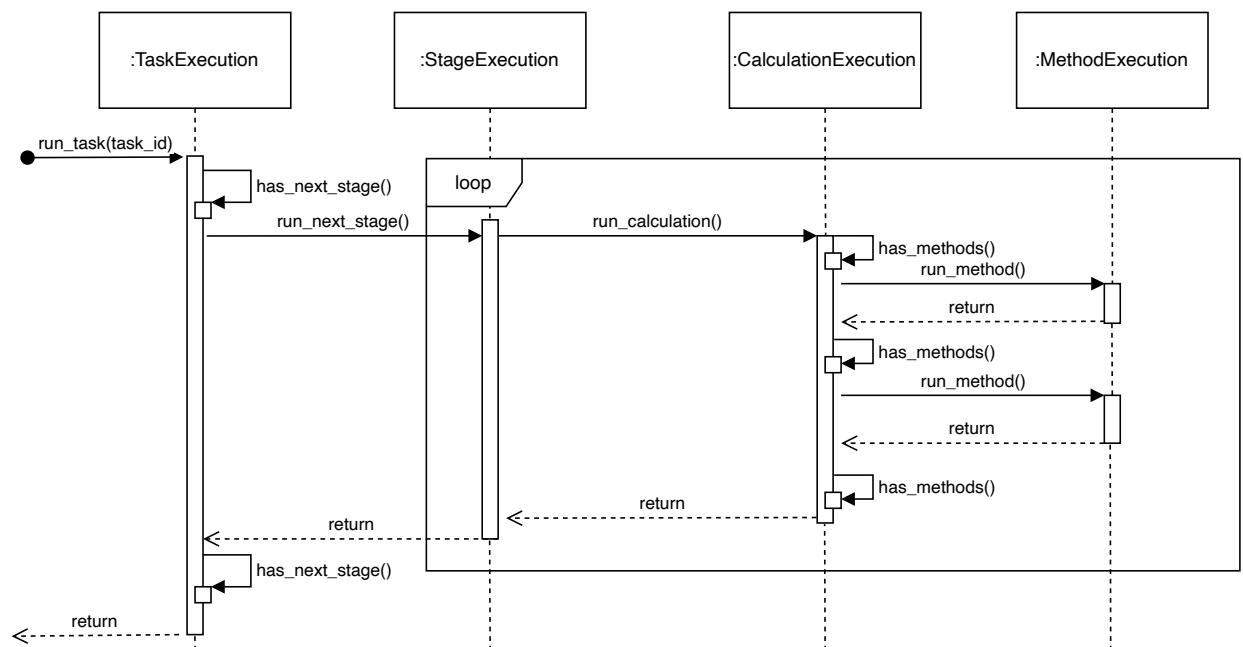 :TaskExecution
:StageExecution
:CalculationExecution
:MethodExecution
run_task(task_id)
loop
has_next_stage()
run_next_stage()
run_calculation()
has_methods()
run_method()
return
has_methods()
run_method()
return
has_methods()
return
return
has_next_stage()
return